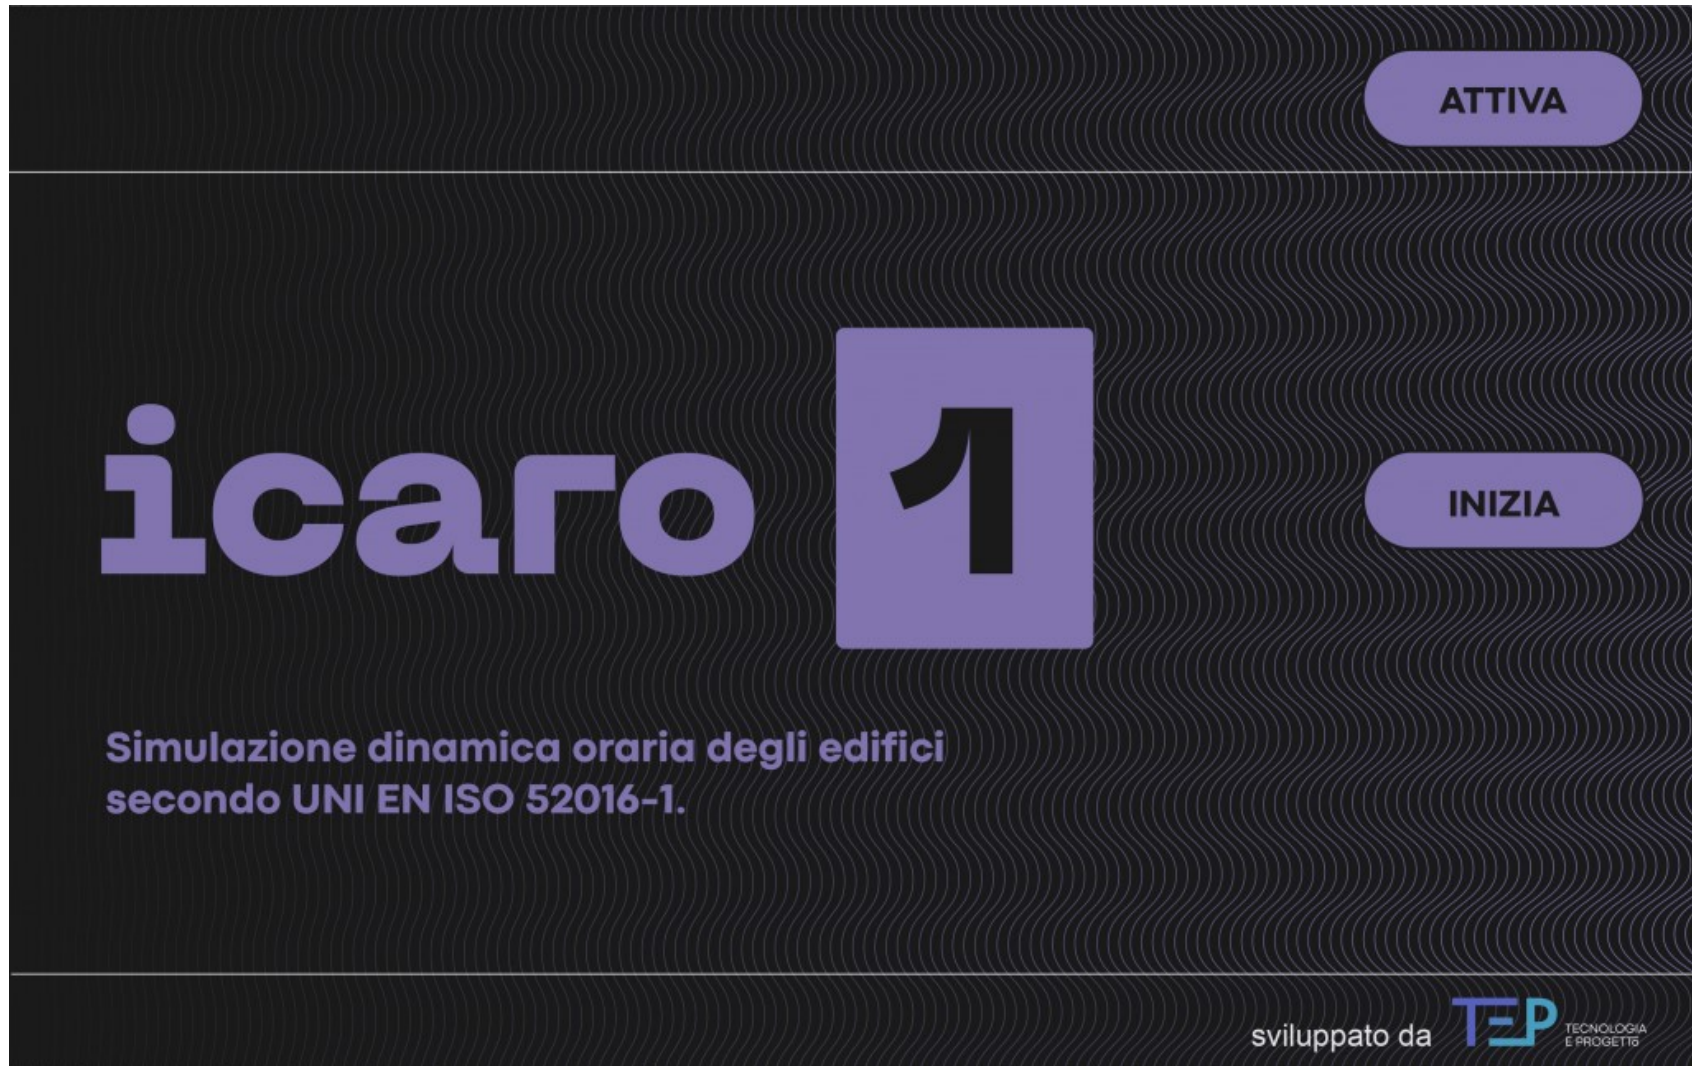 ATTIVA
icaro 1
INIZIA
Simulazione dinamica oraria degli edifici
secondo UNI EN ISO 52016-1.
sviluppato da TEP TECNOLOGIA
E PROGETTO